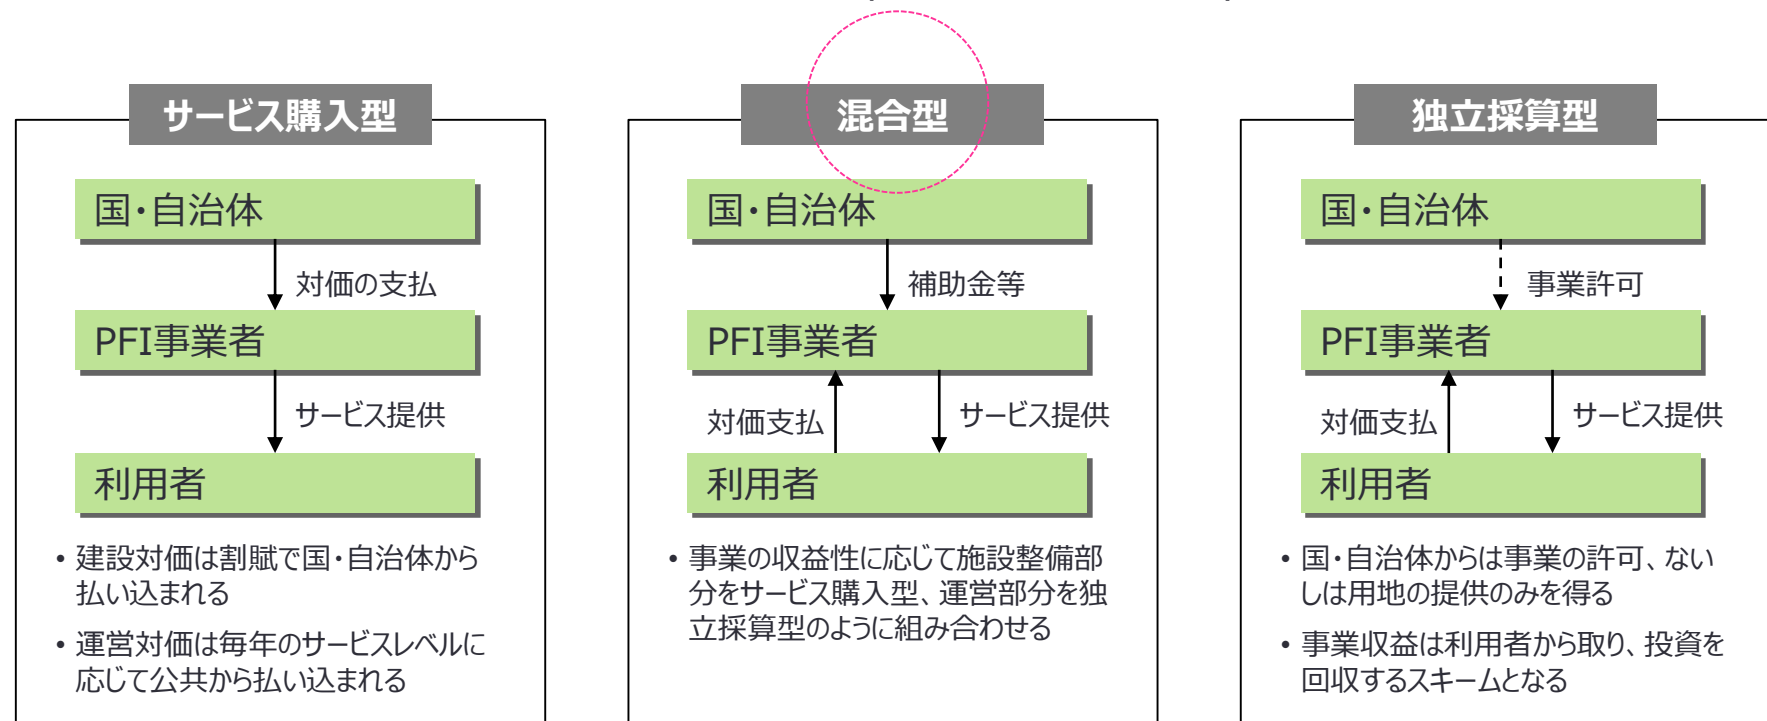 サービス購入型
国・自治体
対価の支払
PFI事業者
サービス提供
利用者
• 建設対価は割賦で国・自治体から
払い込まれる
• 運営対価は毎年のサービスレベルに
応じて公共から払い込まれる
混合型
国・自治体
補助金等
PFI事業者
対価支払
サービス提供
利用者
• 事業の収益性に応じて施設整備部
分をサービス購入型、運営部分を独
立採算型のように組み合わせる
独立採算型
国・自治体
事業許可
PFI事業者
対価支払
サービス提供
利用者
• 国・自治体からは事業の許可、ない
しは用地の提供のみを得る
• 事業収益は利用者から取り、投資を
回収するスキームとなる